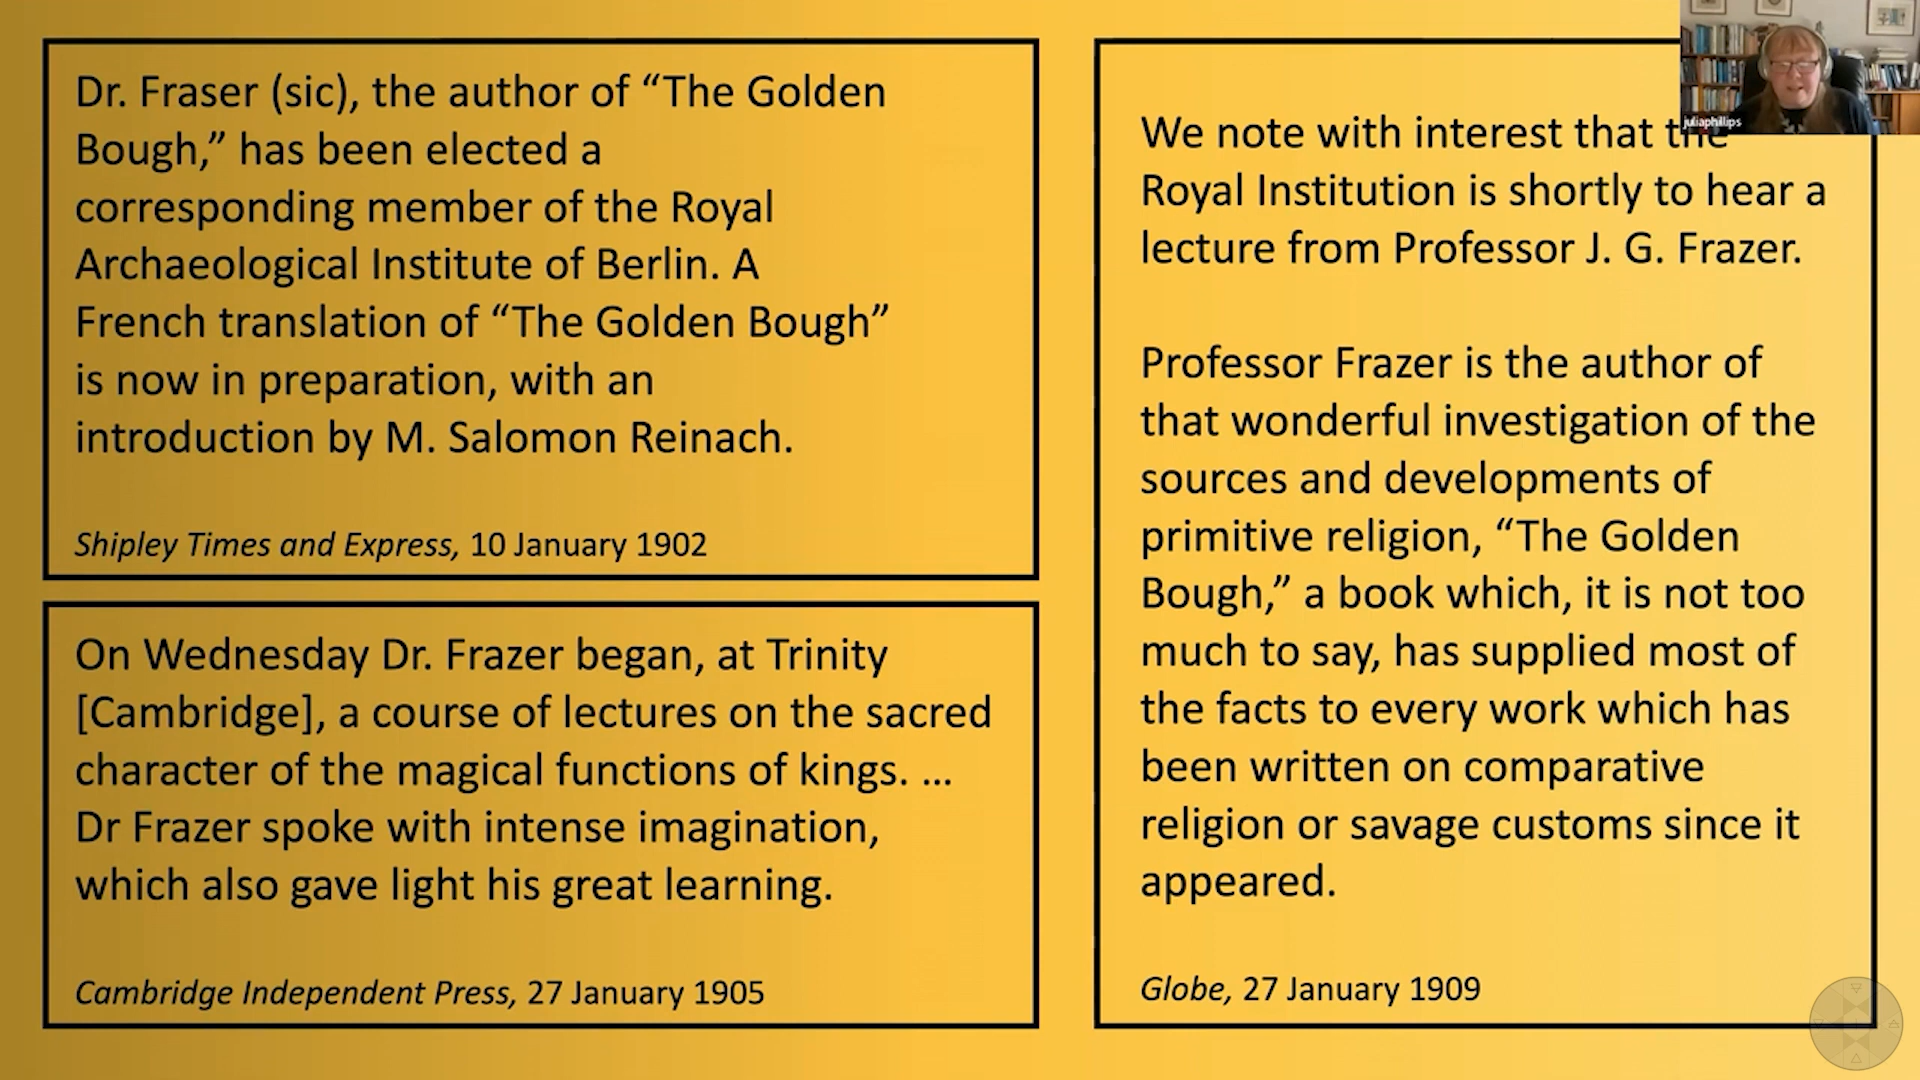 Dr. Fraser (sic), the author of “The Golden
Bough,” has been elected a
corresponding member of the Royal
Archaeological Institute of Berlin. A
French translation of “The Golden Bough”
is now in preparation, with an
introduction by M. Salomon Reinach.
Shipley Times and Express, 10 January 1902
On Wednesday Dr. Frazer began, at Trinity
[Cambridge], a course of lectures on the sacred
character of the magical functions of kings. ...
Dr Frazer spoke with intense imagination,
which also gave light his great learning.
Cambridge Independent Press, 27 January 1905
We note with interest that the
Royal Institution is shortly to hear a
lecture from Professor J. G. Frazer.
Professor Frazer is the author of
that wonderful investigation of the
sources and developments of
primitive religion, “The Golden
Bough,” a book which, it is not too
much to say, has supplied most of
the facts to every work which has
been written on comparative
religion or savage customs since it
appeared.
Globe, 27 January 1909
juliaphillips